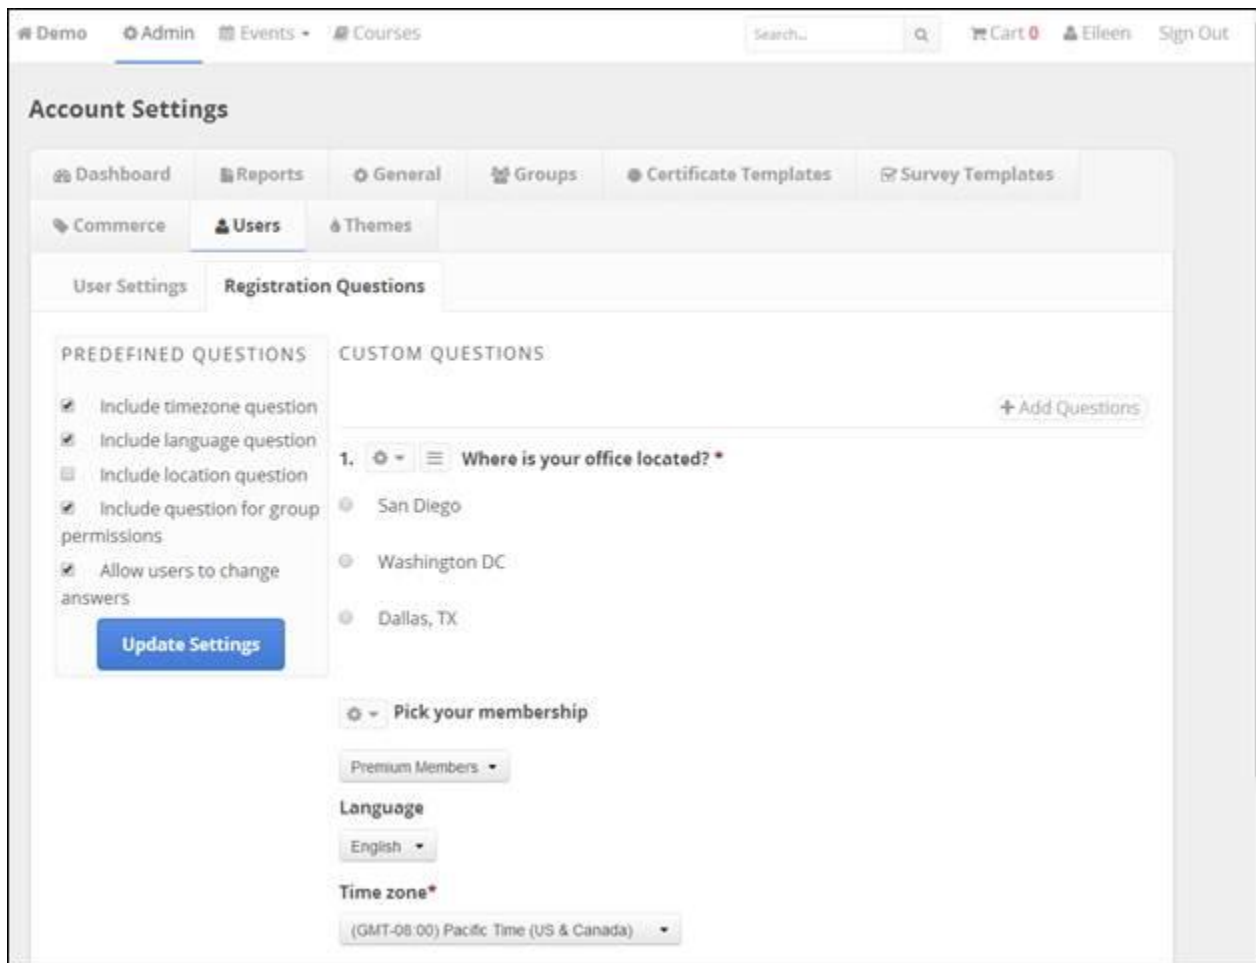 Demo Admin Events Courses Search... Cart 0 Eileen Sign Out
Account Settings
Dashboard Reports General Groups Certificate Templates Survey Templates
Commerce Users Themes
User Settings Registration Questions
PREDEFINED QUESTIONS
Include timezone question
Include language question
Include location question
Include question for group
permissions
Allow users to change
answers
Update Settings
CUSTOM QUESTIONS
+ Add Questions
1. Where is your office located? *
San Diego
Washington DC
Dallas, TX
Pick your membership
Premium Members
Language
English
Time zone*
(GMT-08:00) Pacific Time (US & Canada)